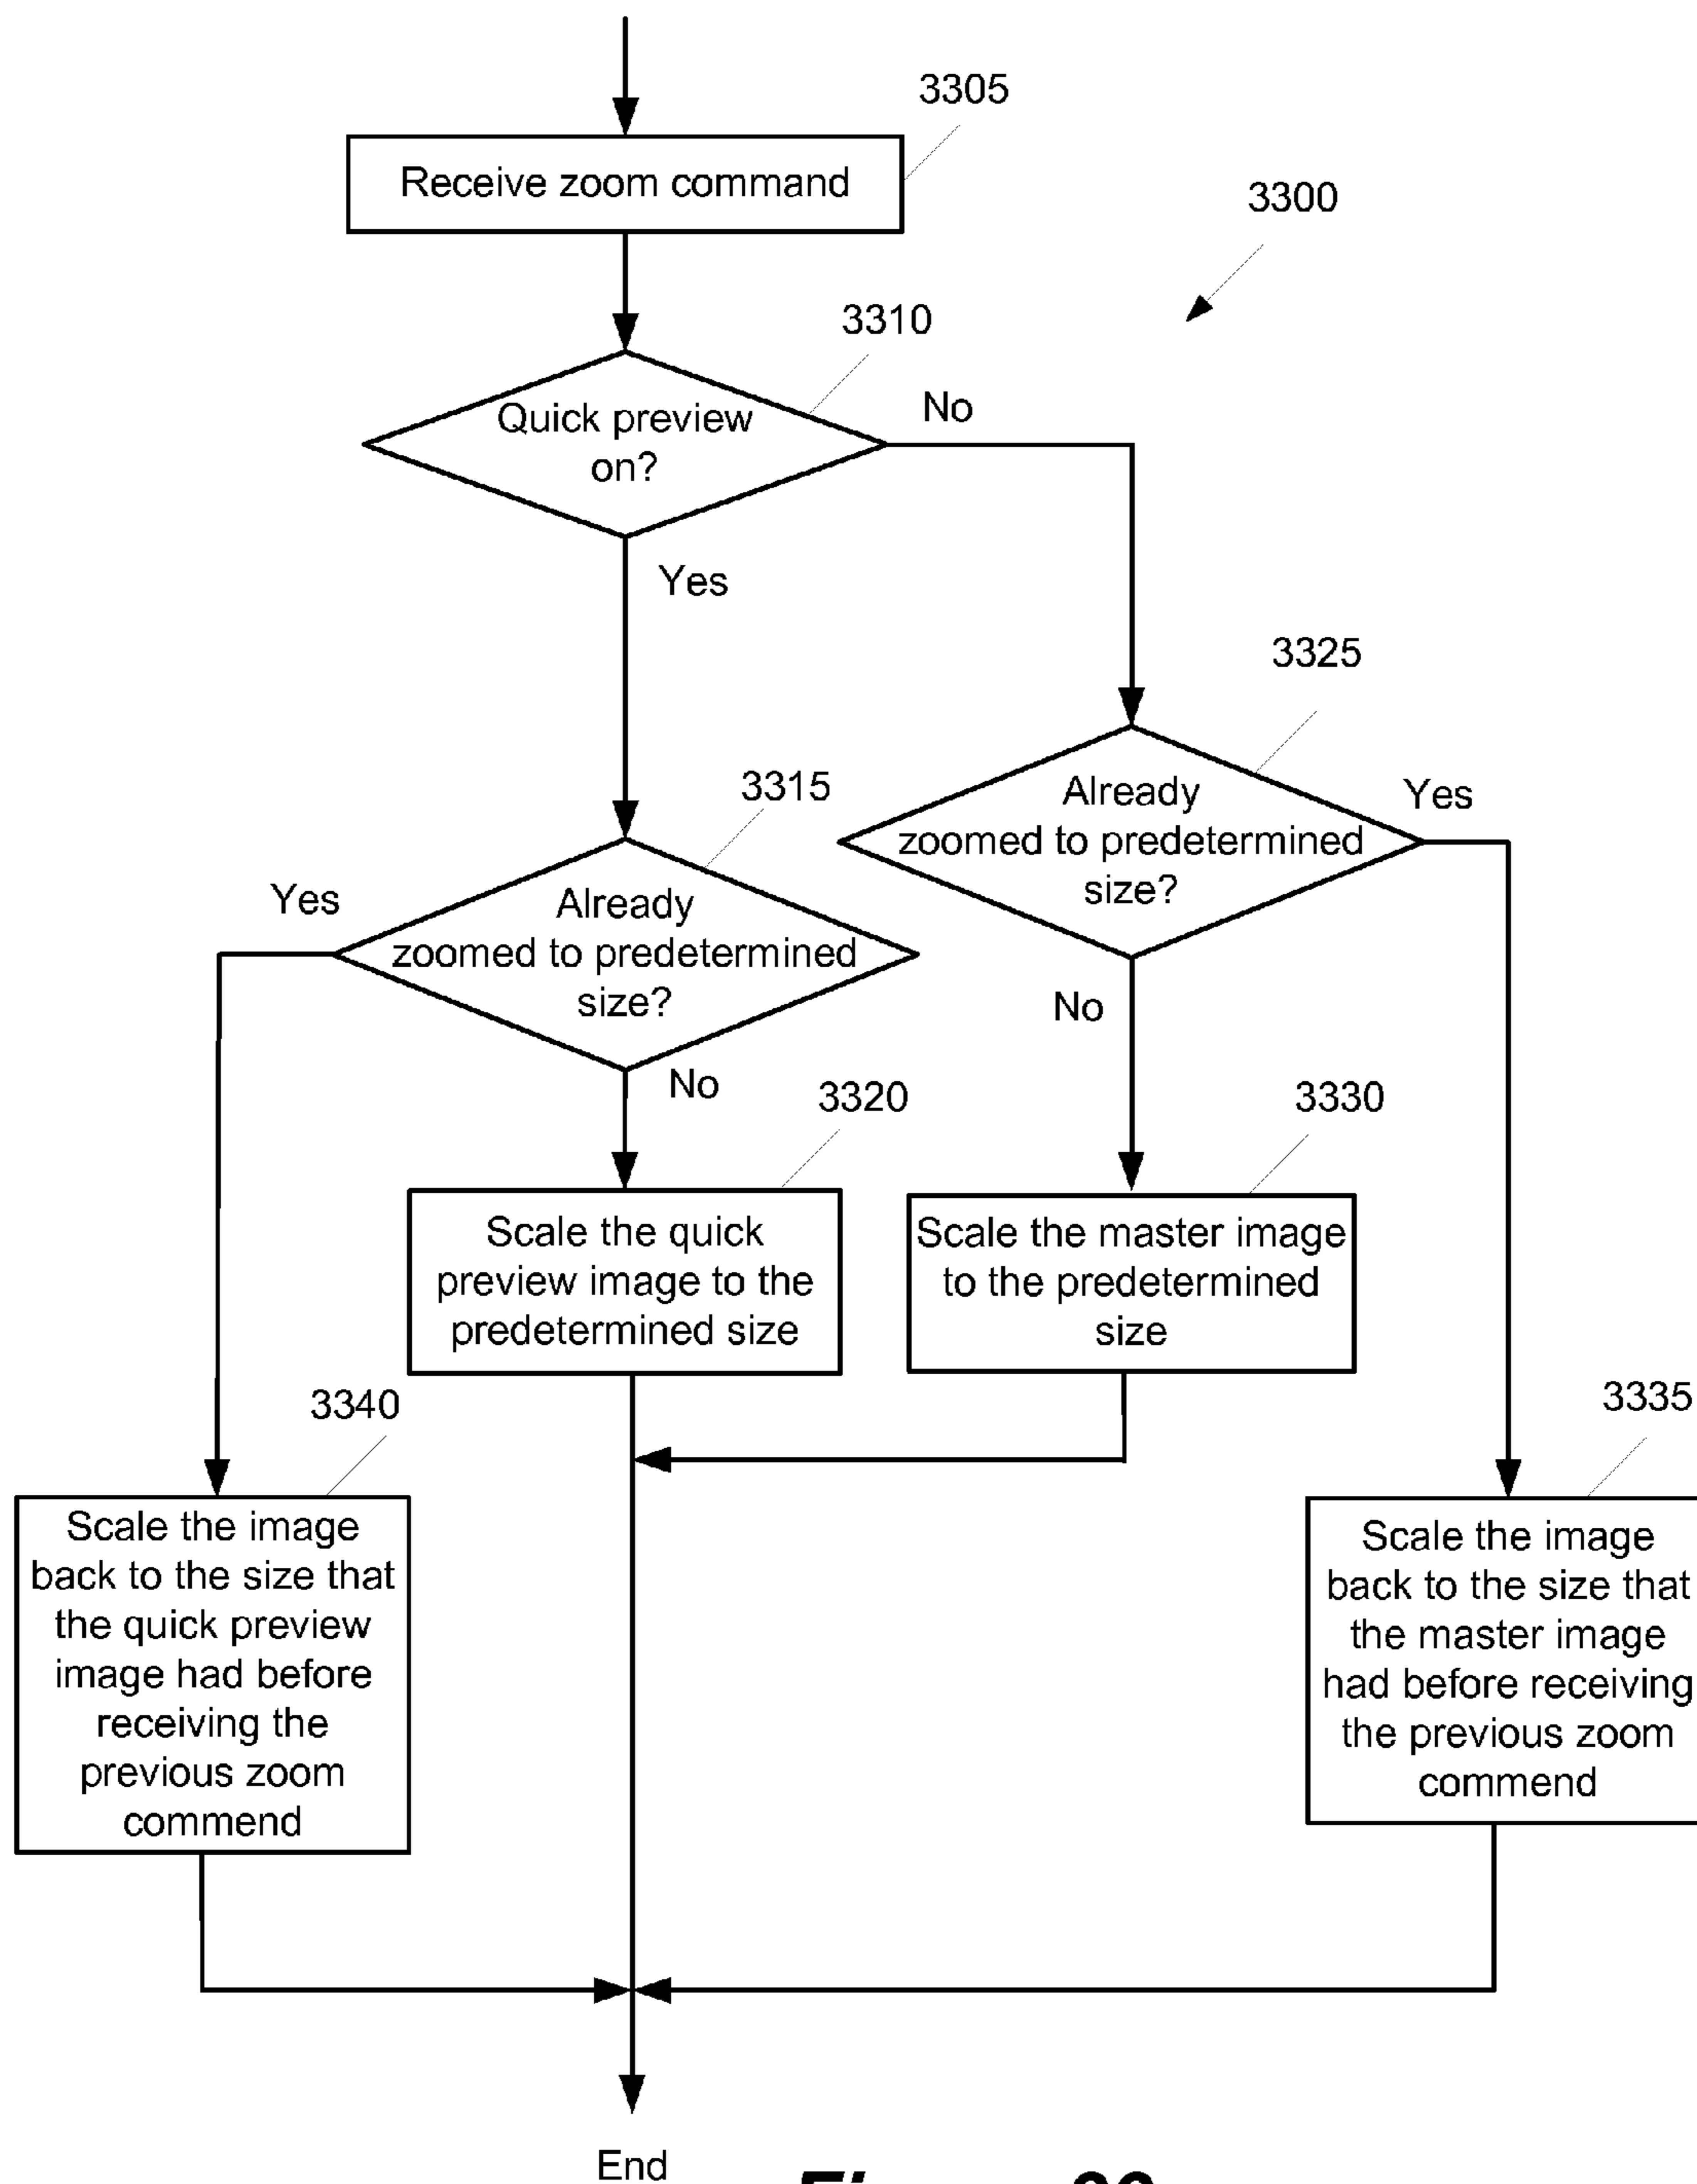 3305
Receive zoom command
3300
3310
Quick preview
on?
No
Yes
3325
Already
zoomed to predetermined
size?
Yes
No
3315
Already
zoomed to predetermined
size?
Yes
No
3320
Scale the quick
preview image to the
predetermined size
3330
Scale the master image
to the predetermined
size
3340
Scale the image
back to the size that
the quick preview
image had before
receiving the
previous zoom
commend
3335
Scale the image
back to the size that
the master image
had before receiving
the previous zoom
commend
End